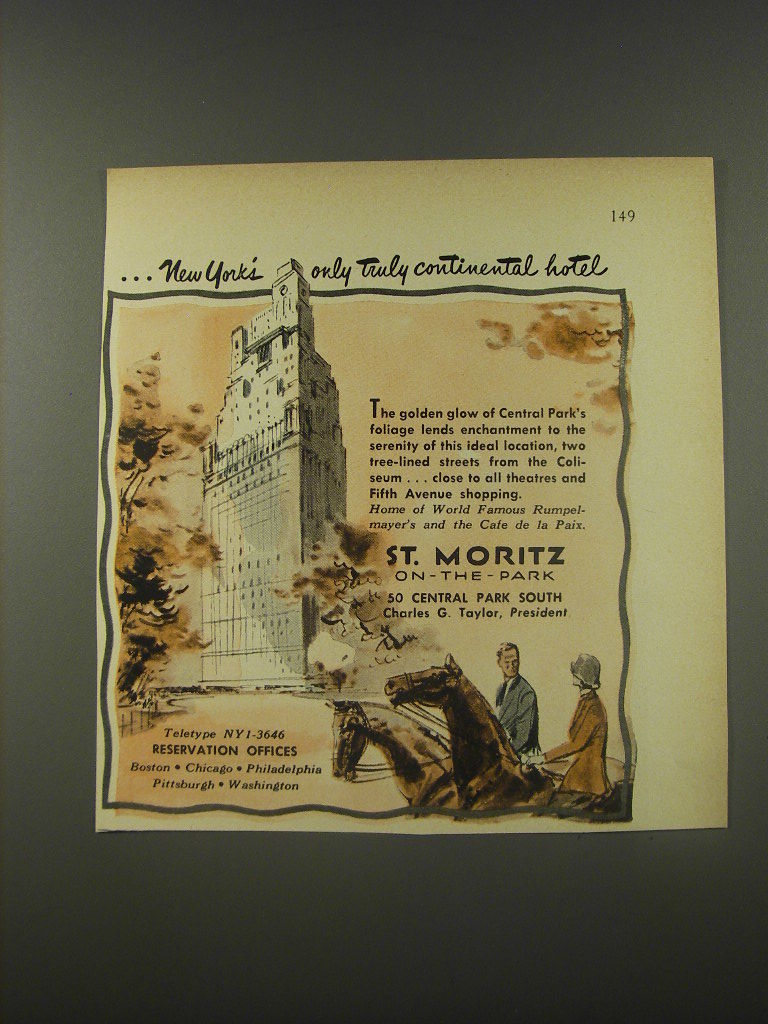 149
... New York's only truly continental hotel
The golden glow of Central Park's
foliage lends enchantment to the
serenity of this ideal location, two
tree-lined streets from the Coli-
seum . . . close to all theatres and
Fifth Avenue shopping.
Home of World Famous Rumpel-
mayer's and the Cafe de la Paix.
ST. MORITZ
ON-THE-PARK
50 CENTRAL PARK SOUTH
Charles G. Taylor, President
Teletype NY1-3646
RESERVATION OFFICES
Boston • Chicago • Philadelphia
Pittsburgh • Washington